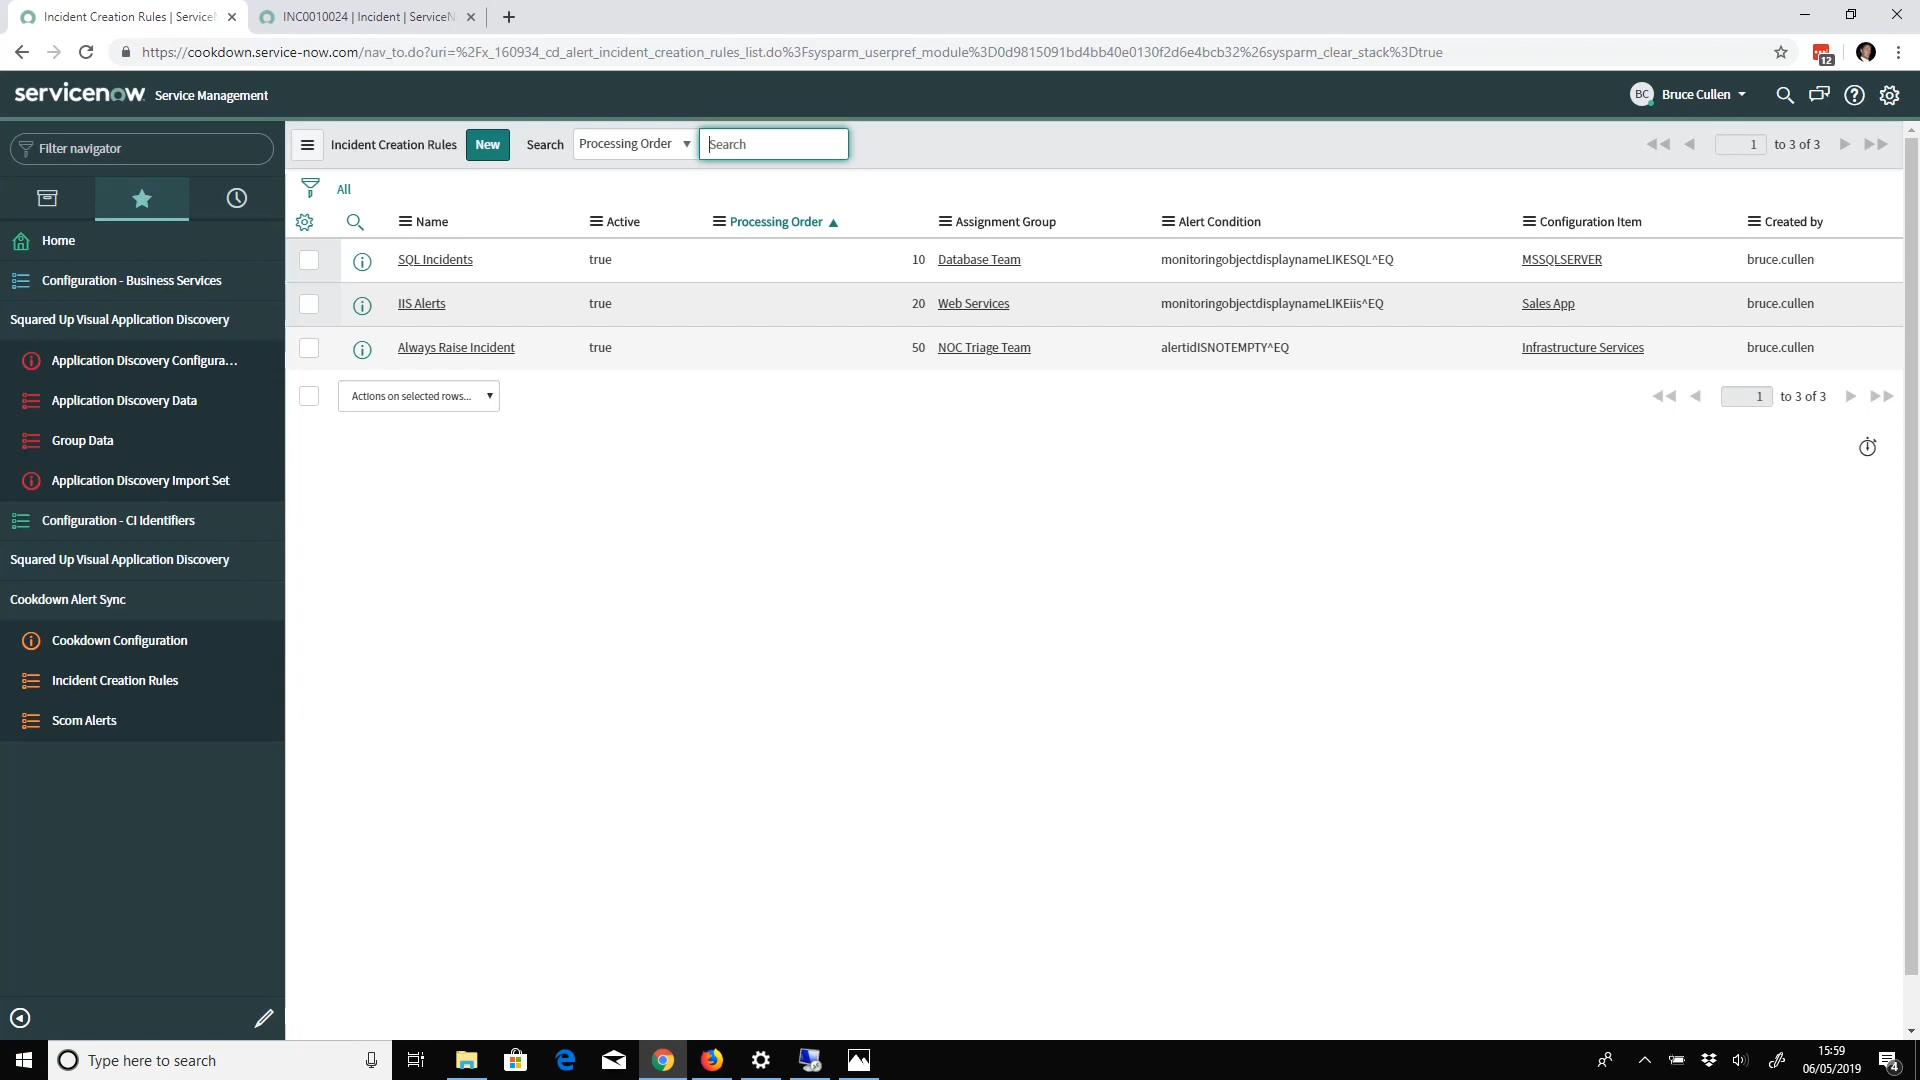 Incident Creation Rules | ServiceN
INC0010024 | Incident | ServiceN
https://cookdown.service-now.com/nav_to.do?uri=%2Fx_160934_cd_alert_incident_creation_rules_list.do%3Fsysparm_userpref_module%3D0d9815091bd4bb40e0130f2d6e4bcb32%26sysparm_clear_stack%3Dtrue
12
servicenow Service Management
BC Bruce Cullen
Filter navigator
Incident Creation Rules New Search Processing Order Search 1 to 3 of 3
All
Name Active Processing Order Assignment Group Alert Condition Configuration Item Created by
SQL Incidents true 10 Database Team monitoringobjectdisplaynameLIKESQL^EQ MSSQLSERVER bruce.cullen
IIS Alerts true 20 Web Services monitoringobjectdisplaynameLIKEiis^EQ Sales App bruce.cullen
Always Raise Incident true 50 NOC Triage Team alertidISNOTEMPTY^EQ Infrastructure Services bruce.cullen
Actions on selected rows... 1 to 3 of 3
Home
Configuration - Business Services
Squared Up Visual Application Discovery
Application Discovery Configura...
Application Discovery Data
Group Data
Application Discovery Import Set
Configuration - CI Identifiers
Squared Up Visual Application Discovery
Cookdown Alert Sync
Cookdown Configuration
Incident Creation Rules
Scom Alerts
Type here to search
15:59
06/05/2019
4